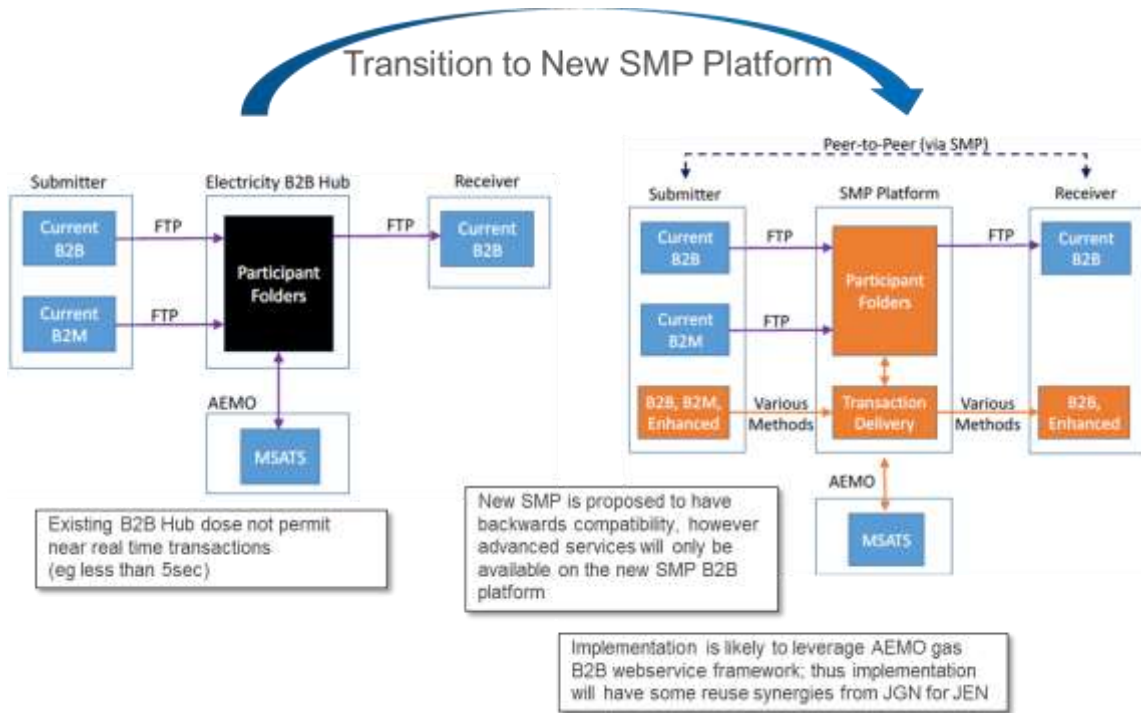 Transition to New SMP Platform
Submitter
Electricity B2B Hub
Receiver
Current
B2B
FTP
Participant
Folders
FTP
Current
B2B
Current
B2M
FTP
AEMO
MSATS
Existing B2B Hub dose not permit
near real time transactions
(eg less than 5sec)
Peer-to-Peer (via SMP)
Submitter
SMP Platform
Receiver
Current
B2B
FTP
Participant
Folders
FTP
Current
B2B
Current
B2M
FTP
B2B, B2M,
Enhanced
Various
Methods
Transaction
Delivery
Various
Methods
B2B,
Enhanced
AEMO
MSATS
New SMP is proposed to have
backwards compatibility, however
advanced services will only be
available on the new SMP B2B
platform
Implementation is likely to leverage AEMO gas
B2B webservice framework; thus implementation
will have some reuse synergies from JGN for JEN